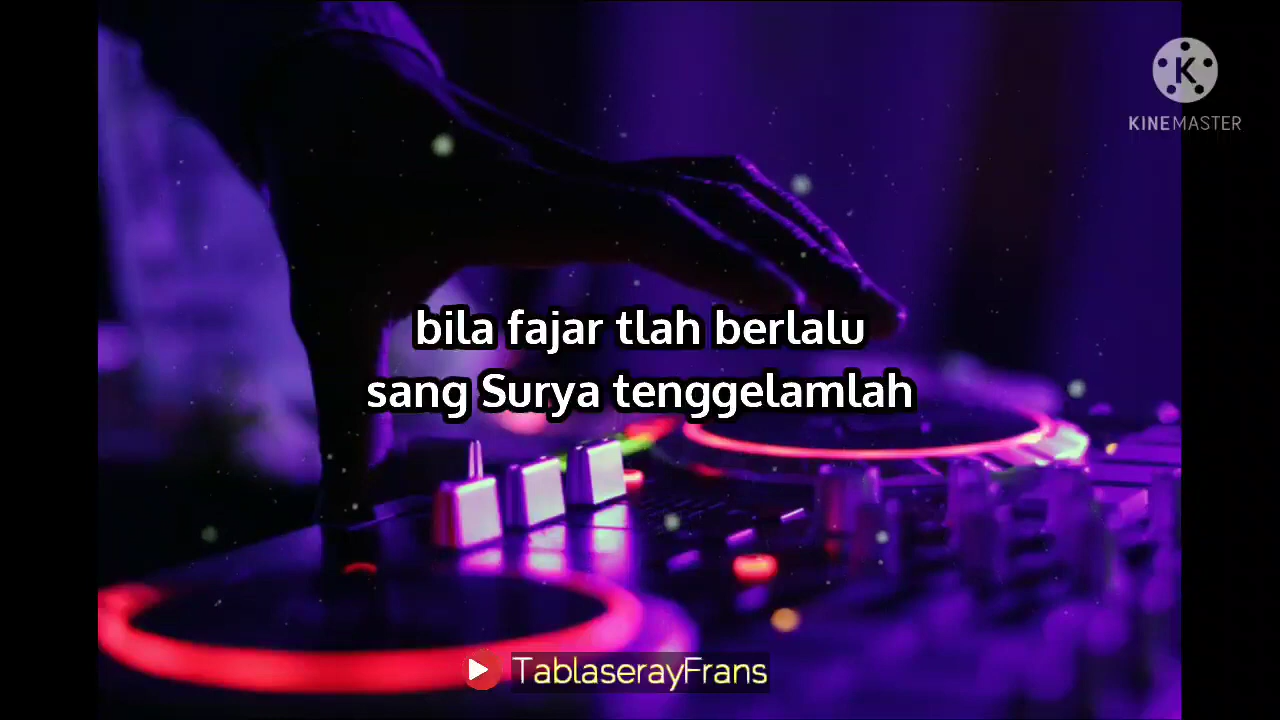 K
KINEMASTER
bila fajar tlah berlalu
sang Surya tenggelamlah
TablaserayFrans